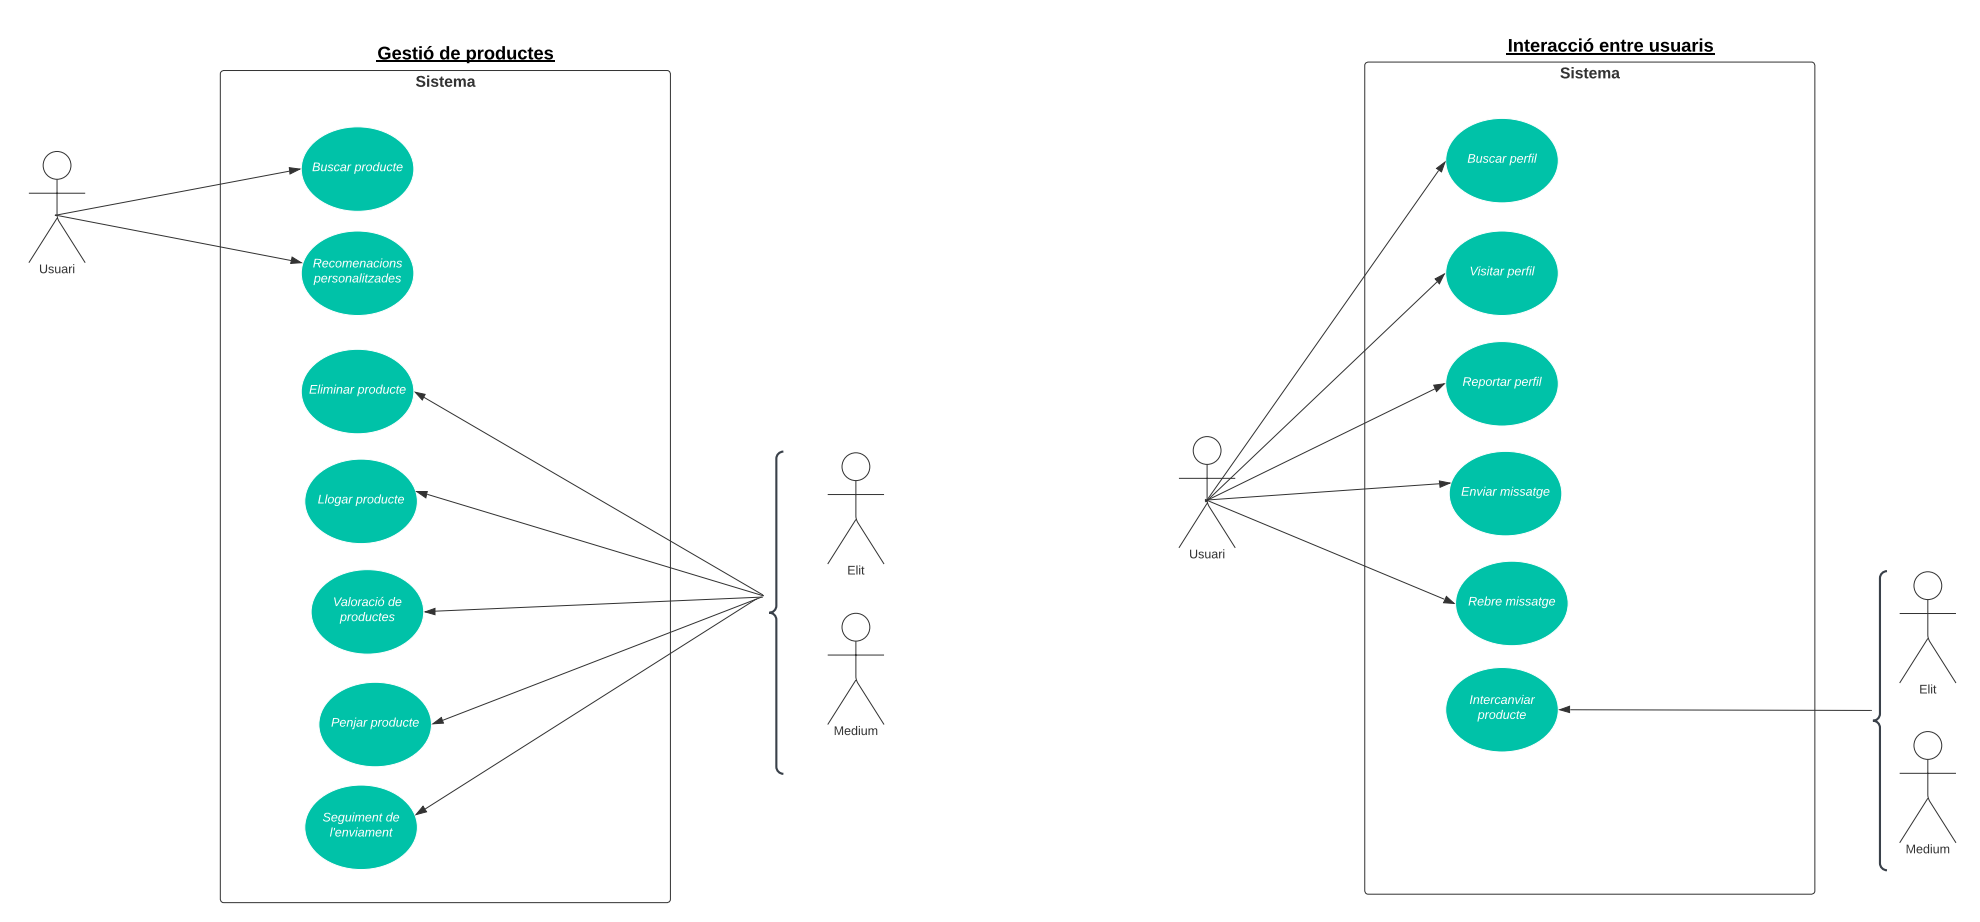 Gestió de productes
Sistema
Usuari
Buscar producte
Recomenacions
personalitzades
Eliminar producte
Llogar producte
Valoració de
productes
Penjar producte
Seguiment de
l'enviament
Elit
Medium
Interacció entre usuaris
Sistema
Usuari
Buscar perfil
Visitar perfil
Reportar perfil
Enviar missatge
Rebre missatge
Intercanviar
producte
Elit
Medium